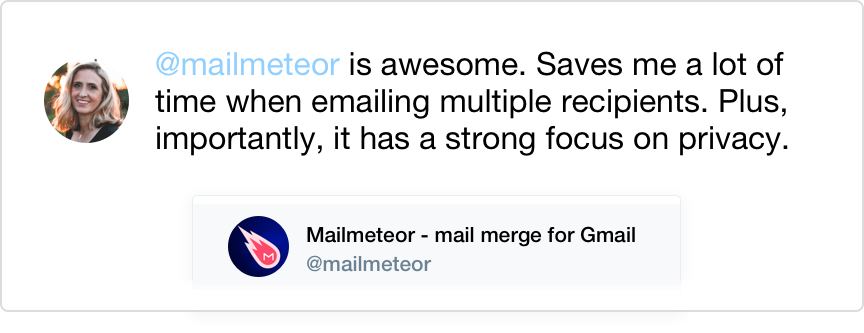 @mailmeteor is awesome. Saves me a lot of
time when emailing multiple recipients. Plus,
importantly, it has a strong focus on privacy.
M
Mailmeteor - mail merge for Gmail
@mailmeteor